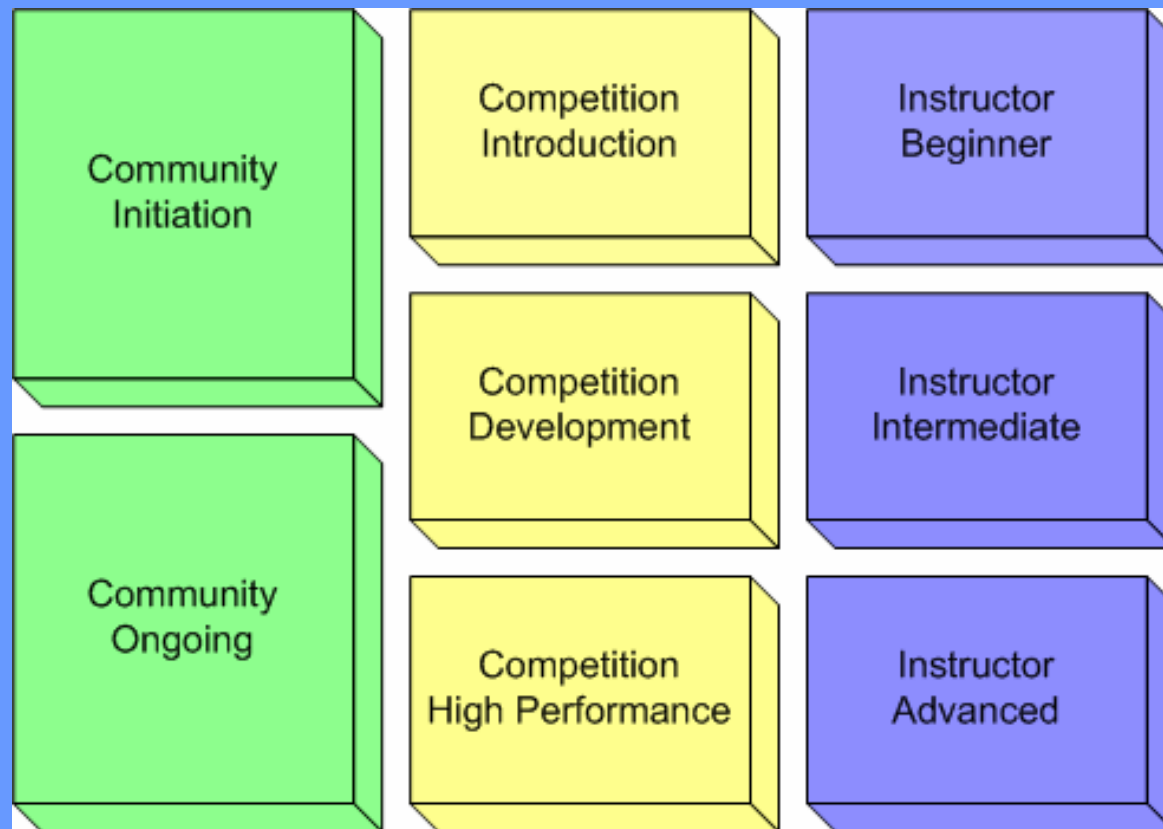 Community
Initiation
Community
Ongoing
Competition
Introduction
Competition
Development
Competition
High Performance
Instructor
Beginner
Instructor
Intermediate
Instructor
Advanced